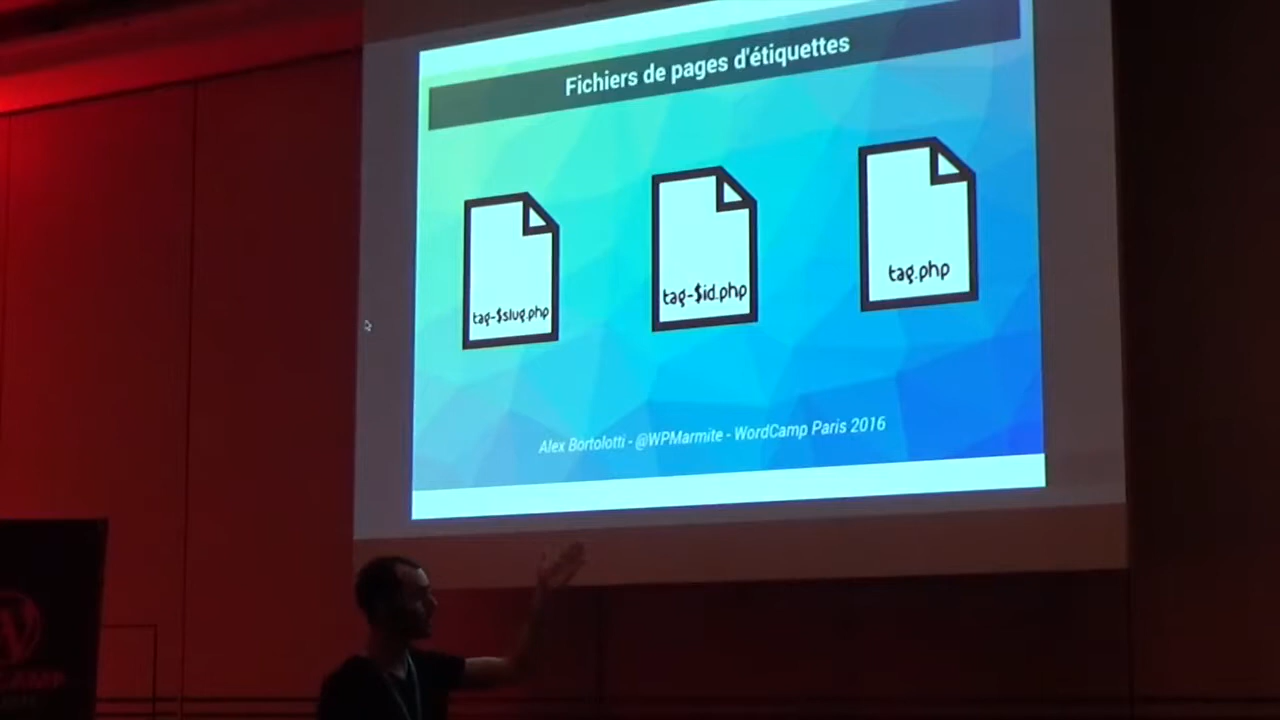 Fichiers de pages d'étiquettes
tag-$slug.php
tag-$id.php
tag.php
Alex Bortolotti - @WPMarmite - WordCamp Paris 2016